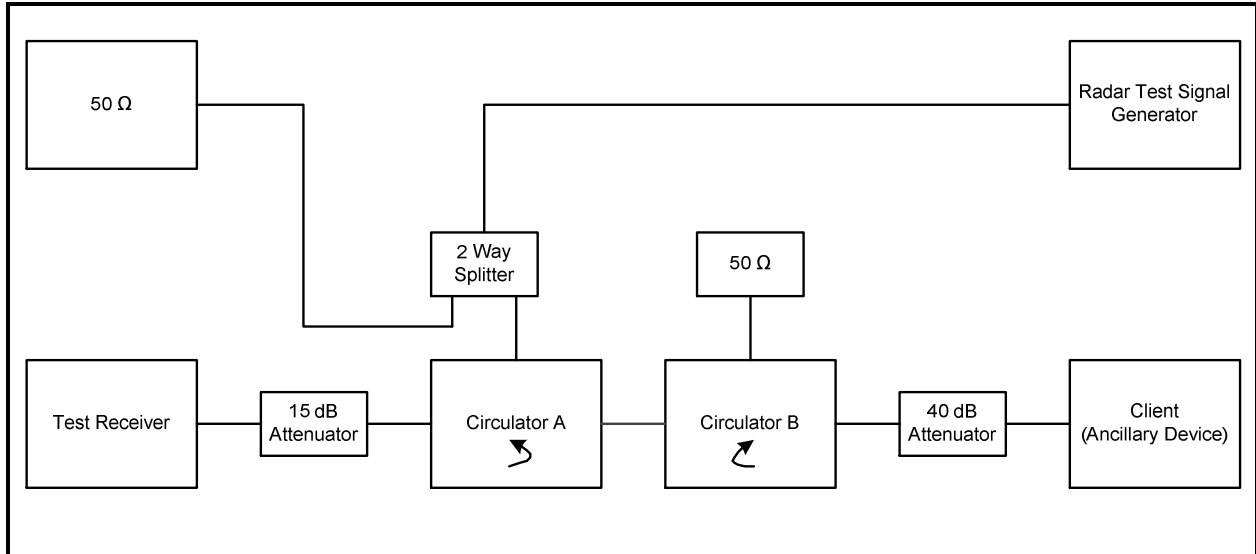 50 Ω
Radar Test Signal
Generator
2 Way
Splitter
50 Ω
Test Receiver
15 dB
Attenuator
Circulator A
Circulator B
40 dB
Attenuator
Client
(Ancillary Device)